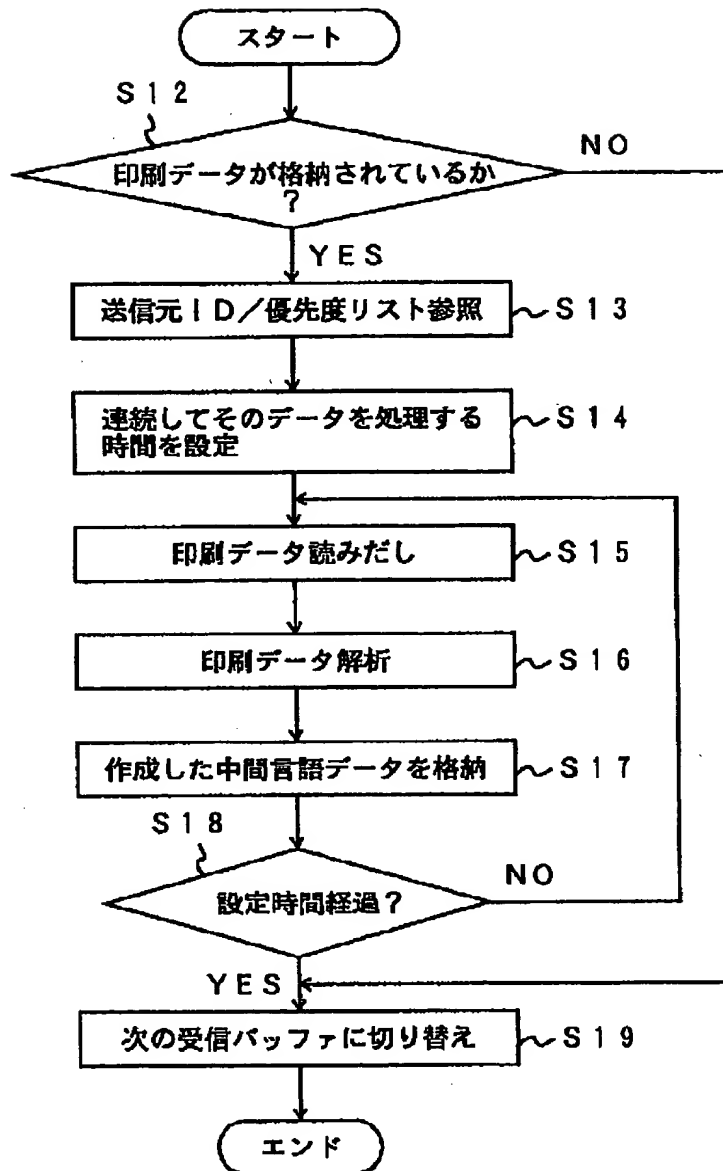 スタート
S12
印刷データが格納されているか
?
NO
YES
送信元ID/優先度リスト参照
S13
連続してそのデータを処理する
時間を設定
S14
印刷データ読みだし
S15
印刷データ解析
S16
作成した中間言語データを格納
S17
S18
設定時間経過?
NO
YES
次の受信バッファに切り替え
S19
エンド